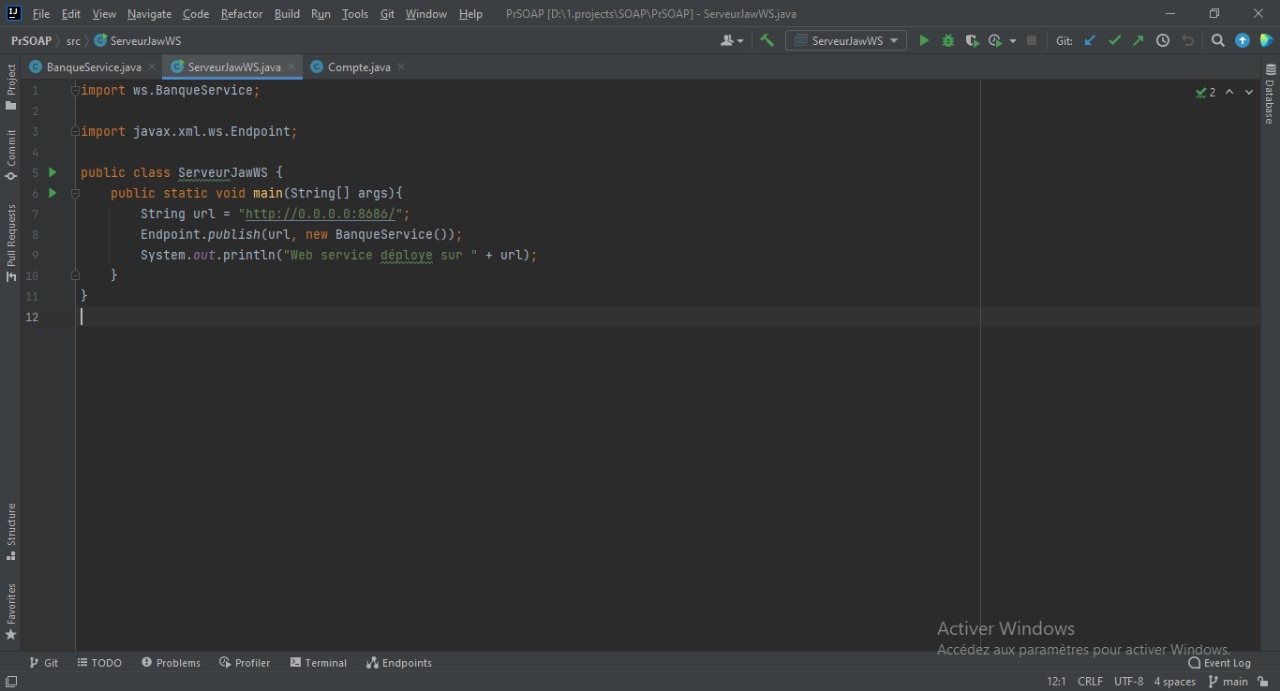 File Edit View Navigate Code Refactor Build Run Tools Git Window Help PrSOAP [D:\1.projects\SOAP\PrSOAP] - ServeurJawWS.java
PrSOAP src ServeurJawWS ServeurJawWS Git:
BanqueService.java ServeurJawWS.java Compte.java
Project
Commit
Pull Requests
Structure
Favorites
Database
2
1 import ws.BanqueService;
2
3 import javax.xml.ws.Endpoint;
4
5 public class ServeurJawWS {
6 public static void main(String[] args){
7 String url = "http://0.0.0.0:8686/";
8 Endpoint.publish(url, new BanqueService());
9 System.out.println("Web service déploye sur " + url);
10 }
11 }
12
Activer Windows
Accédez aux paramètres pour activer Windows.
Git TODO Problems Profiler Terminal Endpoints Event Log
12:1 CRLF UTF-8 4 spaces main